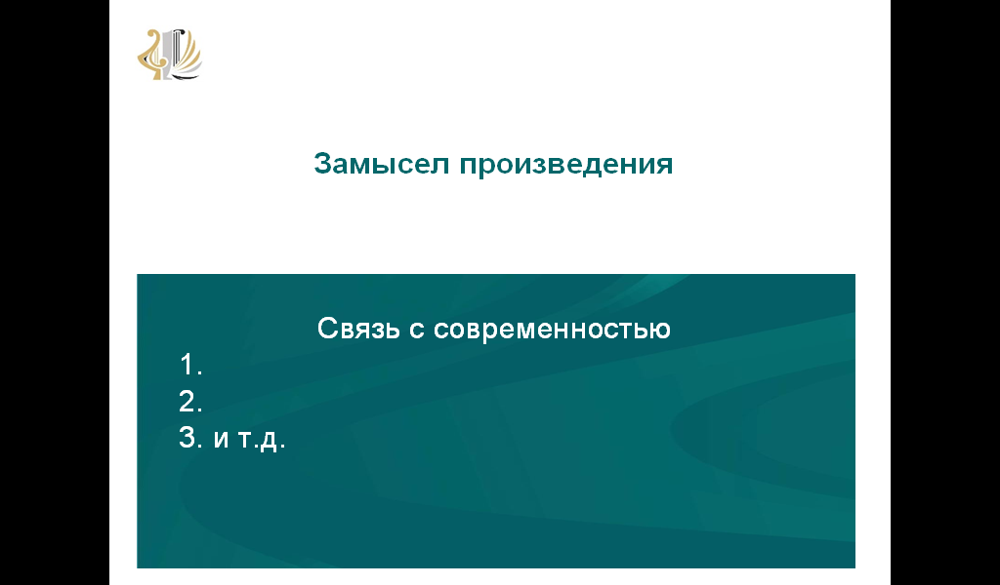 Замысел произведения
Связь с современностью
1.
2.
3. и т.д.